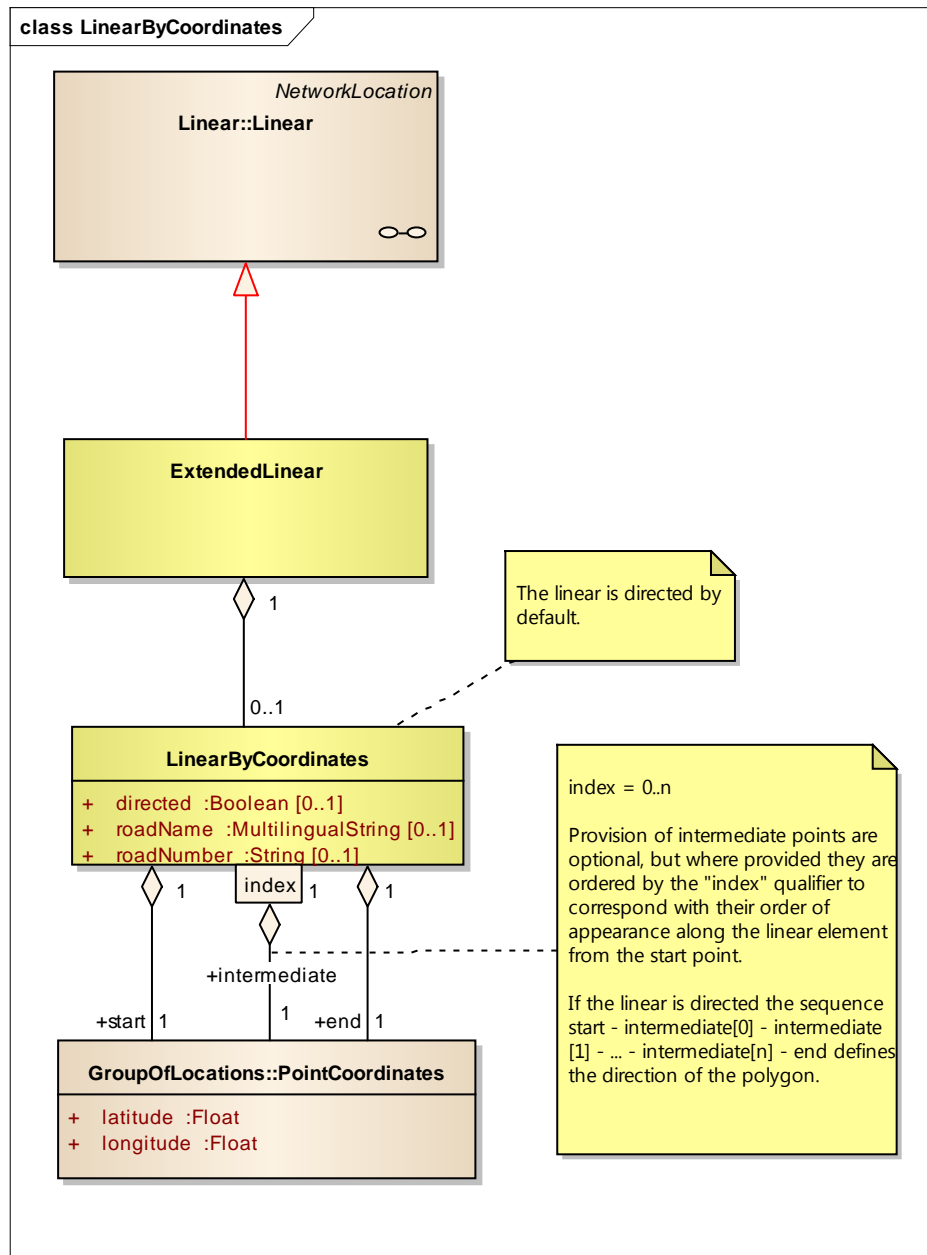 class LinearByCoordinates
NetworkLocation
Linear::Linear
ExtendedLinear
1
The linear is directed by
default.
0..1
LinearByCoordinates
+ directed :Boolean [0..1]
+ roadName :MultilingualString [0..1]
+ roadNumber :String [0..1]
1
index
1
1
index = 0..n
Provision of intermediate points are
optional, but where provided they are
ordered by the "index" qualifier to
correspond with their order of
appearance along the linear element
from the start point.
If the linear is directed the sequence
start - intermediate[0] - intermediate
[1] - ... - intermediate[n] - end defines
the direction of the polygon.
+intermediate
+start
1
1
+end
1
GroupOfLocations::PointCoordinates
+ latitude :Float
+ longitude :Float